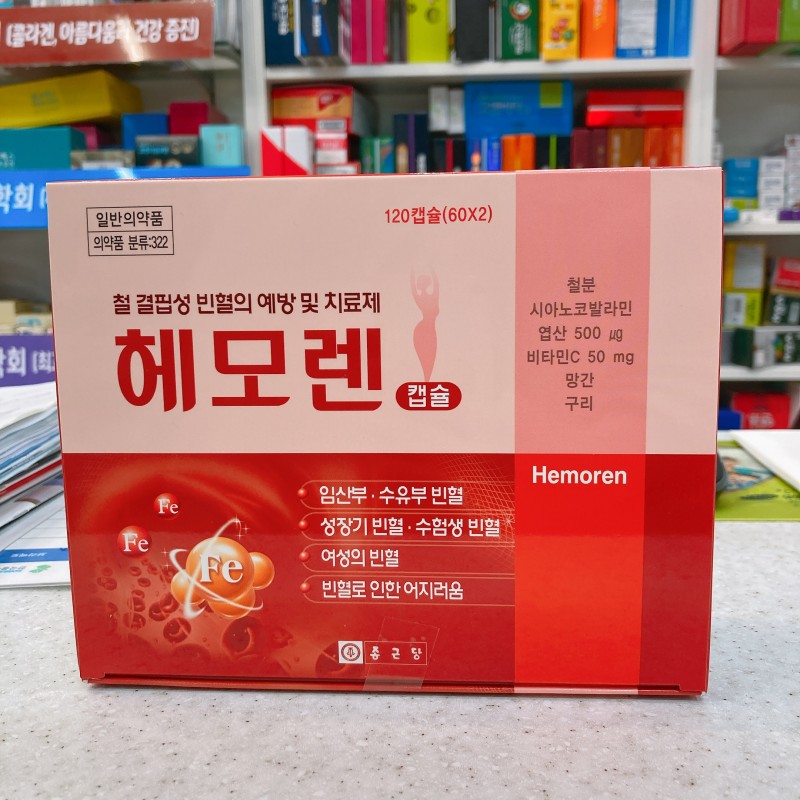 (콜라겐, 아름다움과 건강 증진)
학회
학회
일반의약품
의약품 분류:322
120캡슐(60X2)
철 결핍성 빈혈의 예방 및 치료제
헤모렌
캡슐
철분
시아노코발라민
엽산 500 ㎍
비타민C 50 mg
망간
구리
Hemoren
Fe
Fe
Fe
임산부·수유부 빈혈
성장기 빈혈·수험생 빈혈
여성의 빈혈
빈혈로 인한 어지러움
종근당